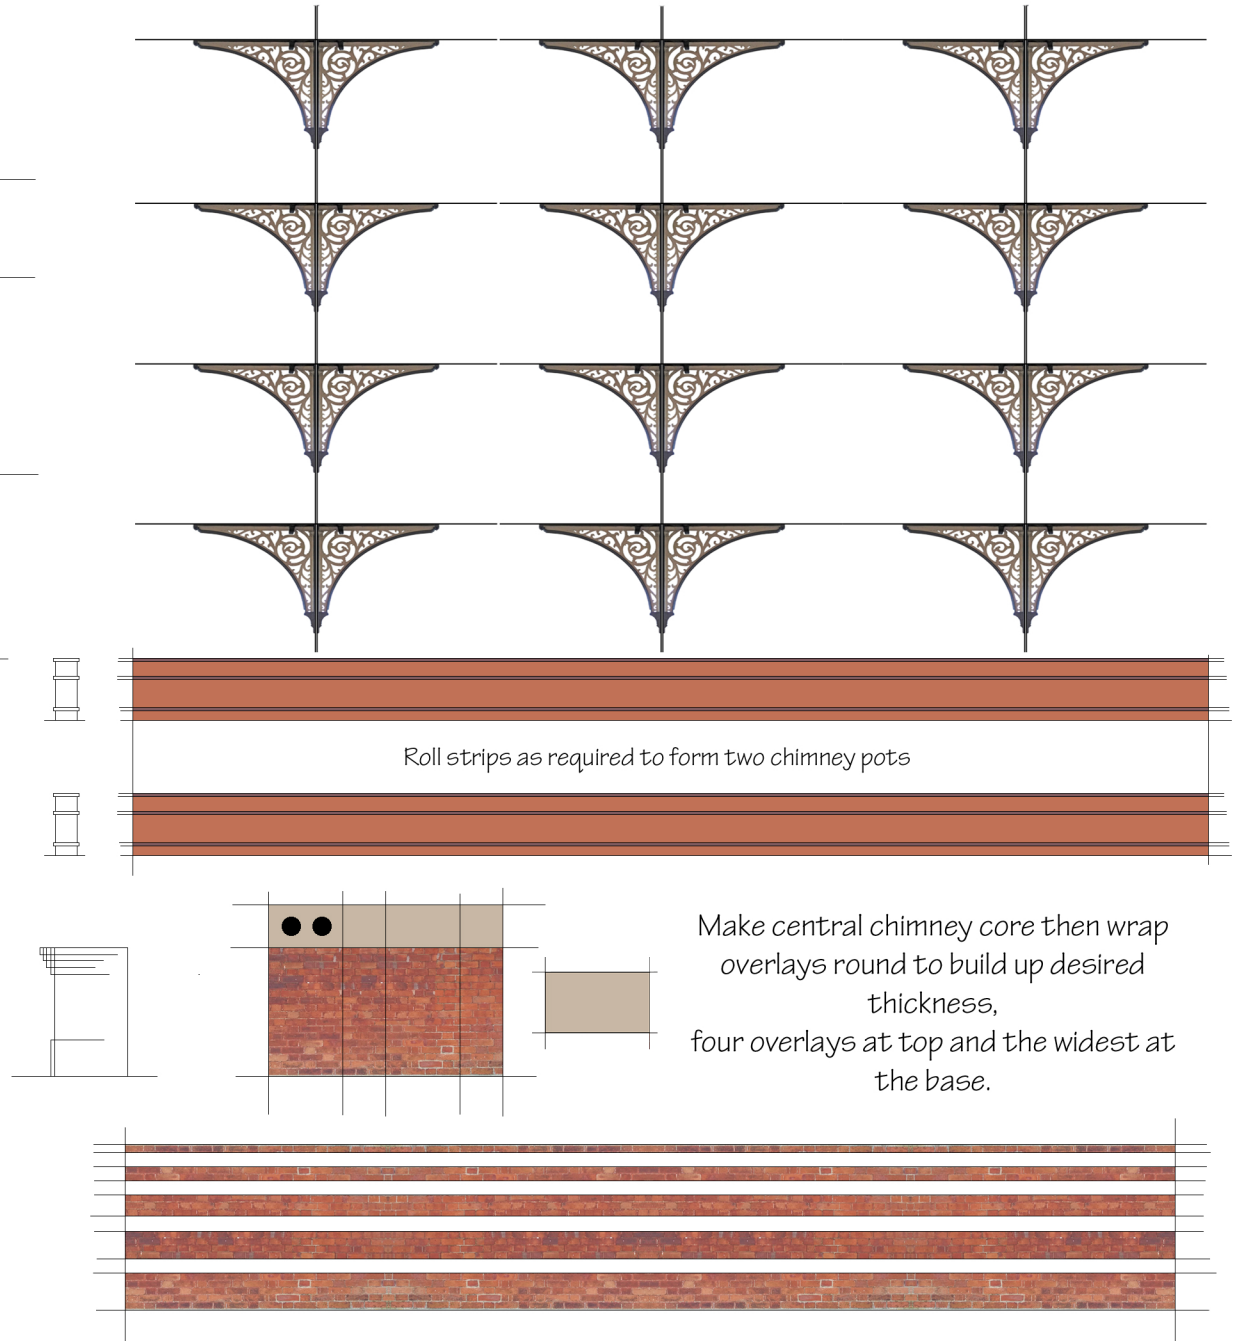 Roll strips as required to form two chimney pots
Make central chimney core then wrap
overlays round to build up desired
thickness,
four overlays at top and the widest at
the base.